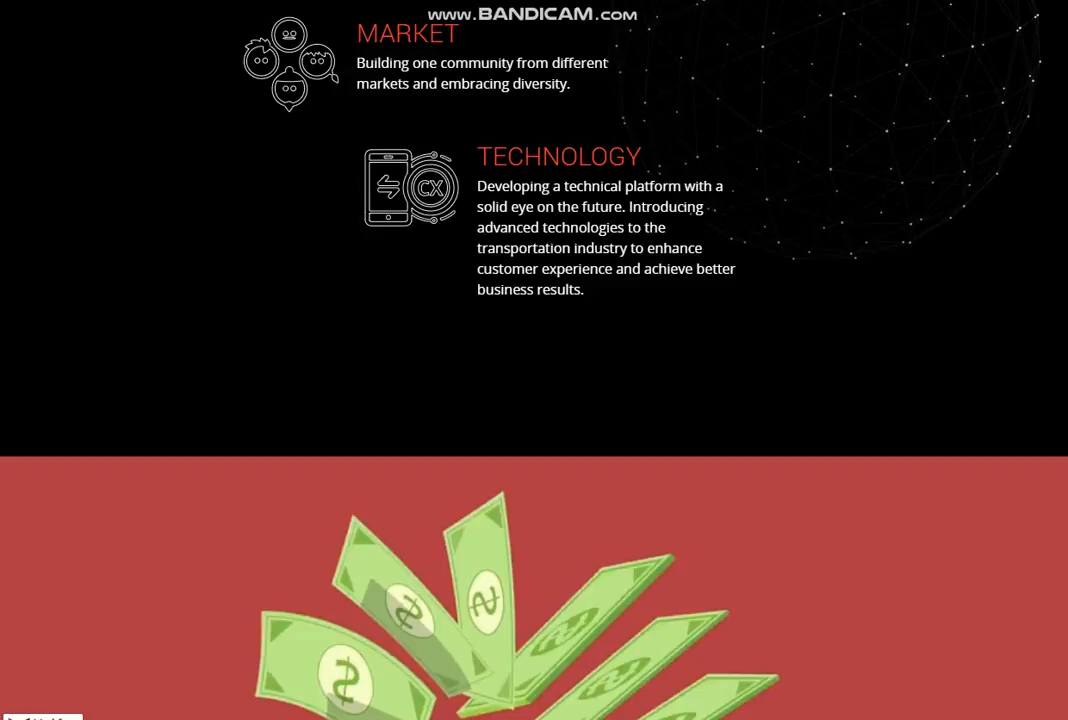 www.BANDICAM.com
MARKET
Building one community from different
markets and embracing diversity.
TECHNOLOGY
CX
Developing a technical platform with a
solid eye on the future. Introducing
advanced technologies to the
transportation industry to enhance
customer experience and achieve better
business results.